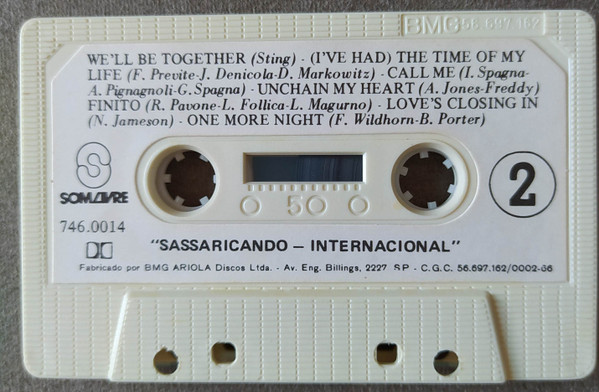 BMG 56.697.162
WE'LL BE TOGETHER (Sting) - (I'VE HAD) THE TIME OF MY
LIFE (F. Previte-J. Denicola-D. Markowitz) - CALL ME (I. Spagna-
A. Pignagnoli-G. Spagna) - UNCHAIN MY HEART (A. Jones-Freddy)
FINITO (R. Pavone-L. Follica-L. Magurno) - LOVE'S CLOSING IN
(N. Jameson) - ONE MORE NIGHT (F. Wildhorn-B. Porter)
SOM LIVRE
746.0014
50
2
"SASSARICANDO — INTERNACIONAL"
Fabricado por BMG ARIOLA Discos Ltda. - Av. Eng. Billings, 2227 SP - C.G.C. 56.697.162/0002-06